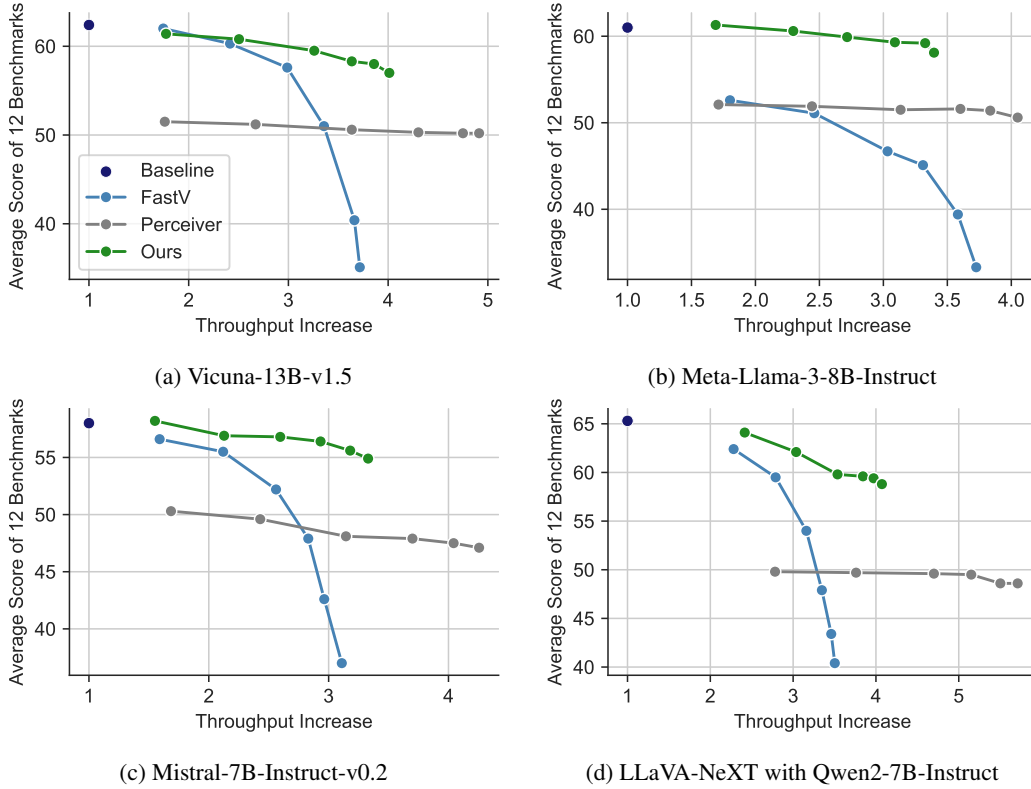 Average Score of 12 Benchmarks
60
50
40
Baseline
FastV
Perceiver
Ours
1 2 3 4 5
Throughput Increase
(a) Vicuna-13B-v1.5
Average Score of 12 Benchmarks
60
50
40
1.0 1.5 2.0 2.5 3.0 3.5 4.0
Throughput Increase
(b) Meta-Llama-3-8B-Instruct
Average Score of 12 Benchmarks
55
50
45
40
1 2 3 4
Throughput Increase
(c) Mistral-7B-Instruct-v0.2
Average Score of 12 Benchmarks
65
60
55
50
45
40
1 2 3 4 5
Throughput Increase
(d) LLaVA-NeXT with Qwen2-7B-Instruct